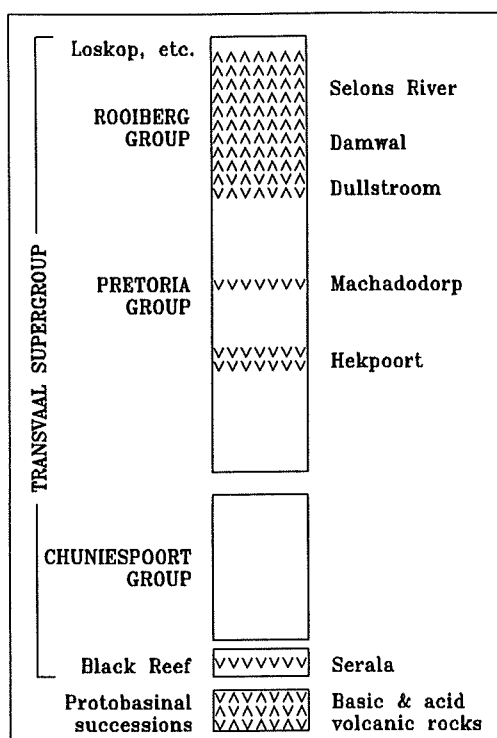 Loskop, etc.
Selons River
ROOIBERG
GROUP
Damwal
Dullstroom
PRETORIA
GROUP
Machadodorp
Hekpoort
TRANSVAAL SUPERGROUP
CHUNIESPOORT
GROUP
Black Reef
Serala
Protobasinal
successions
Basic & acid
volcanic rocks